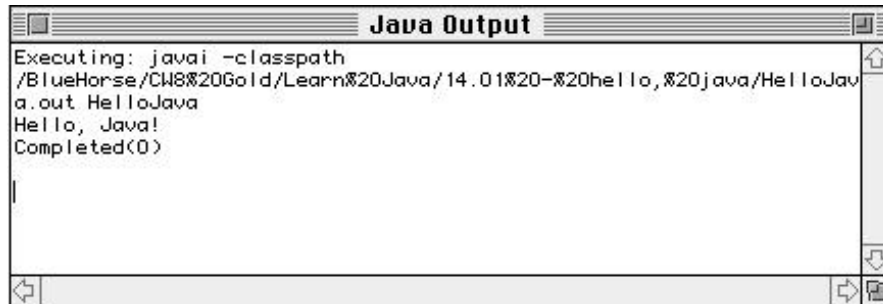 Java Output
Executing: javai -classpath
/BlueHorse/CW8%20Gold/Learn%20Java/14.01%20-%20hello,%20java/HelloJav
a.out HelloJava
Hello, Java!
Completed(0)